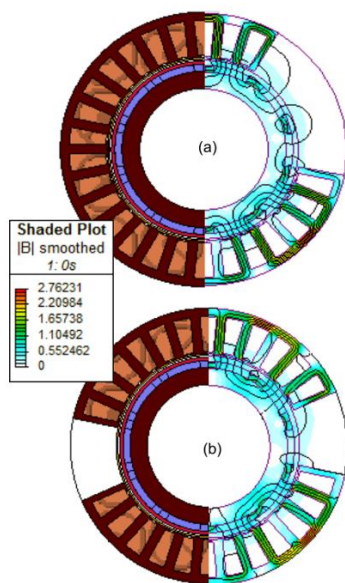 (a)
Shaded Plot
|B| smoothed
1: 0s
2.76231
2.20984
1.65738
1.10492
0.552462
0
(b)